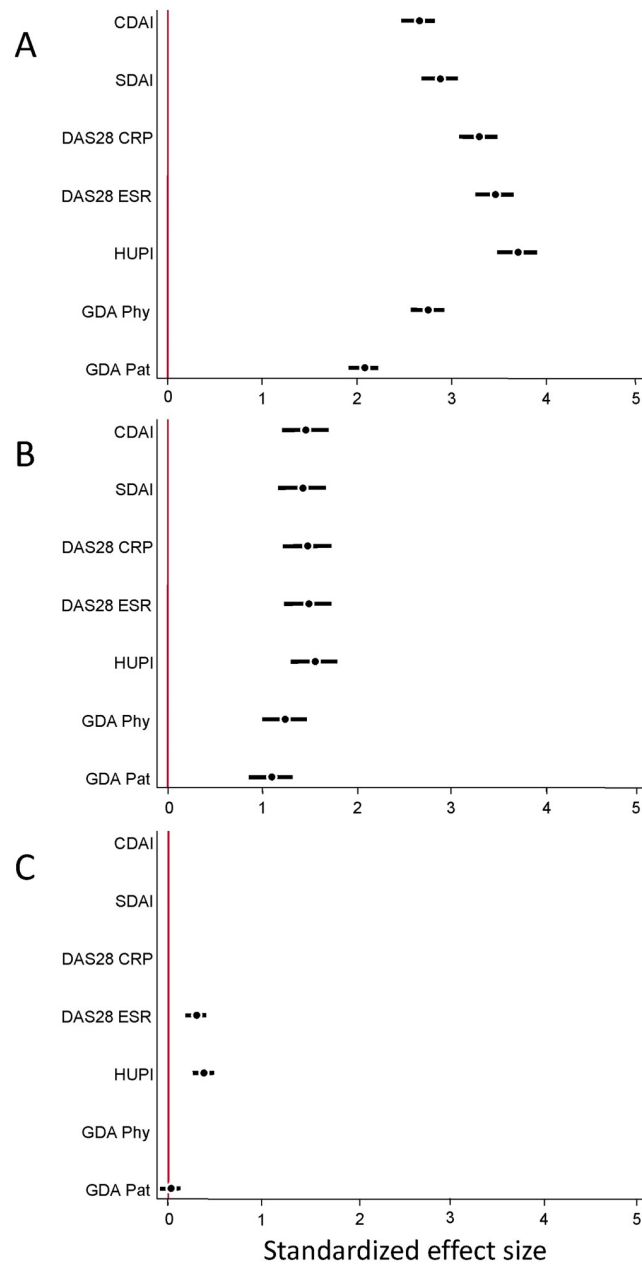 A
CDAI
SDAI
DAS28 CRP
DAS28 ESR
HUPI
GDA Phy
GDA Pat
0 1 2 3 4 5
B
CDAI
SDAI
DAS28 CRP
DAS28 ESR
HUPI
GDA Phy
GDA Pat
0 1 2 3 4 5
C
CDAI
SDAI
DAS28 CRP
DAS28 ESR
HUPI
GDA Phy
GDA Pat
0 1 2 3 4 5
Standardized effect size